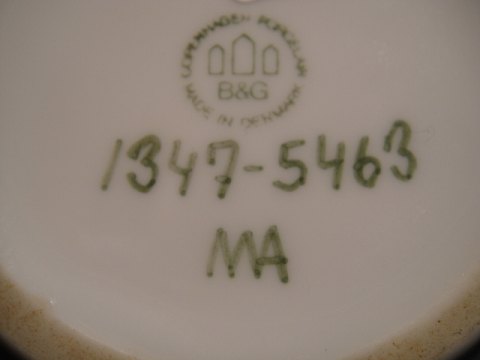 COPENHAGEN PORCELAIN
B&G
MADE IN DENMARK
1347-5463
MA